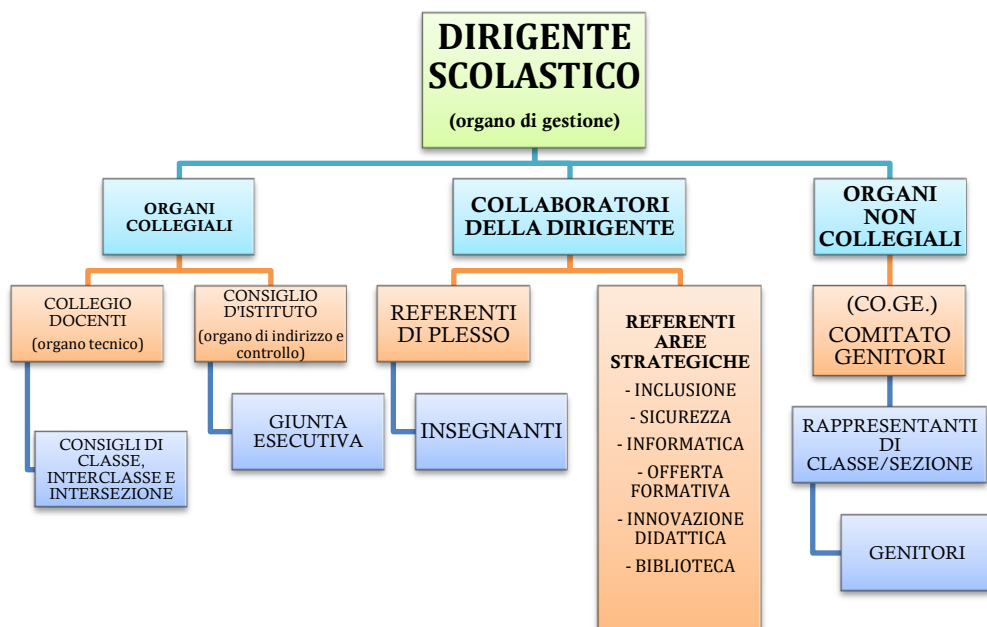 DIRIGENTE
SCOLASTICO
(organo di gestione)
ORGANI
COLLEGIALI
COLLABORATORI
DELLA DIRIGENTE
ORGANI
NON
COLLEGIALI
COLLEGIO
DOCENTI
(organo tecnico)
CONSIGLIO
D'ISTITUTO
(organo di indirizzo e
controllo)
REFERENTI
DI PLESSO
REFERENTI
AREE
STRATEGICHE
- INCLUSIONE
- SICUREZZA
- INFORMATICA
- OFFERTA
FORMATIVA
- INNOVAZIONE
DIDATTICA
- BIBLIOTECA
(CO.GE.)
COMITATO
GENITORI
CONSIGLI DI
CLASSE,
INTERCLASSE E
INTERSEZIONE
GIUNTA
ESECUTIVA
INSEGNANTI
RAPPRESENTANTI
DI
CLASSE/SEZIONE
GENITORI